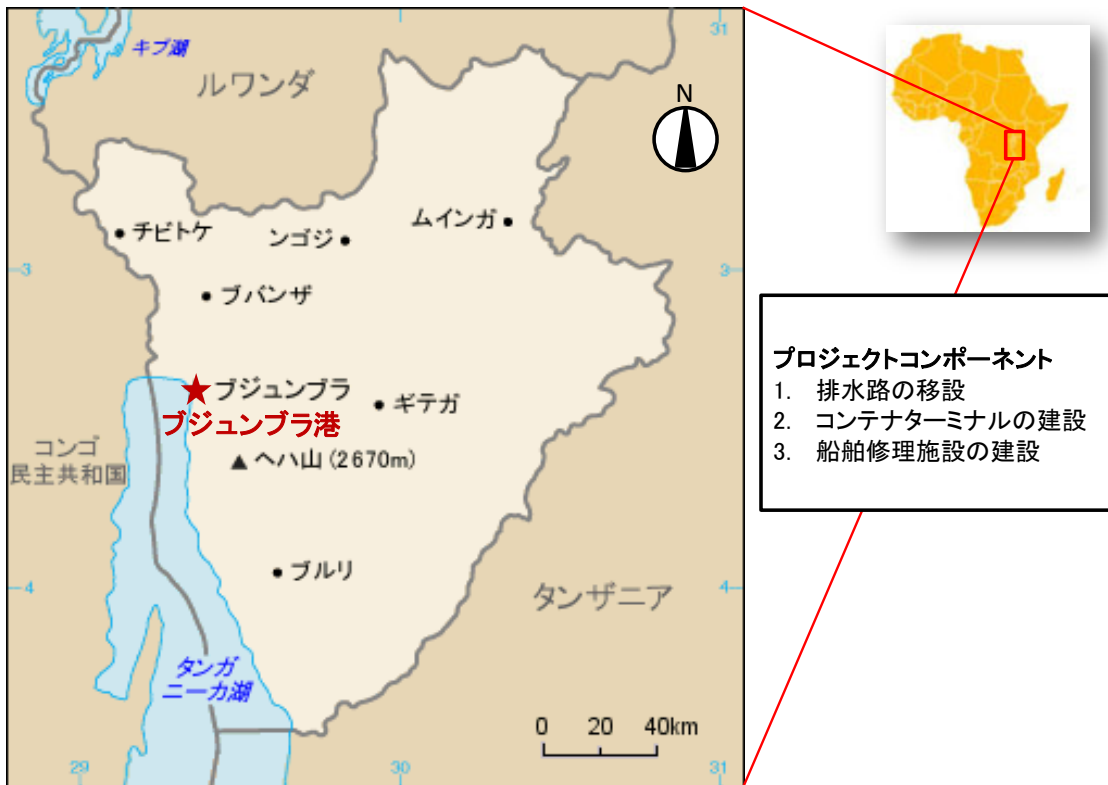 31
キブ湖
ルワンダ
N
チビトケ
ンゴジ
ムインガ
3
3
ブバンザ
ブジュンブラ
ブジュンブラ港
ギテガ
コンゴ
民主共和国
ヘハ山 (2670m)
ブルリ
4
4
タンザニア
タンガ
ニーカ湖
0 20 40km
29
30
31
プロジェクトコンポーネント
1. 排水路の移設
2. コンテナターミナルの建設
3. 船舶修理施設の建設